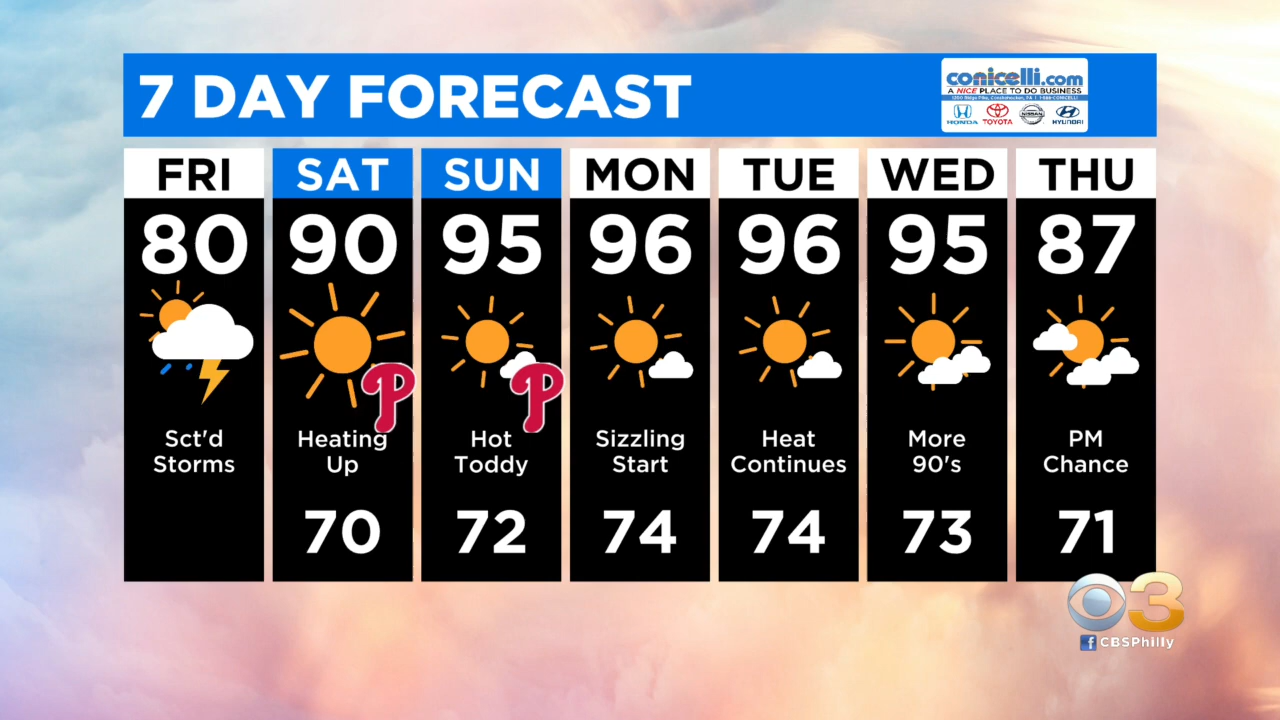 7 DAY FORECAST
conicelli.com
A NICE PLACE TO DO BUSINESS
HONDA TOYOTA NISSAN HYUNDAI
FRI SAT SUN MON TUE WED THU
80 90 95 96 96 95 87
P P
Sct'd Heating Hot Sizzling Heat More PM
Storms Up Toddy Start Continues 90's Chance
70 72 74 74 73 71
3
f CBSPhilly